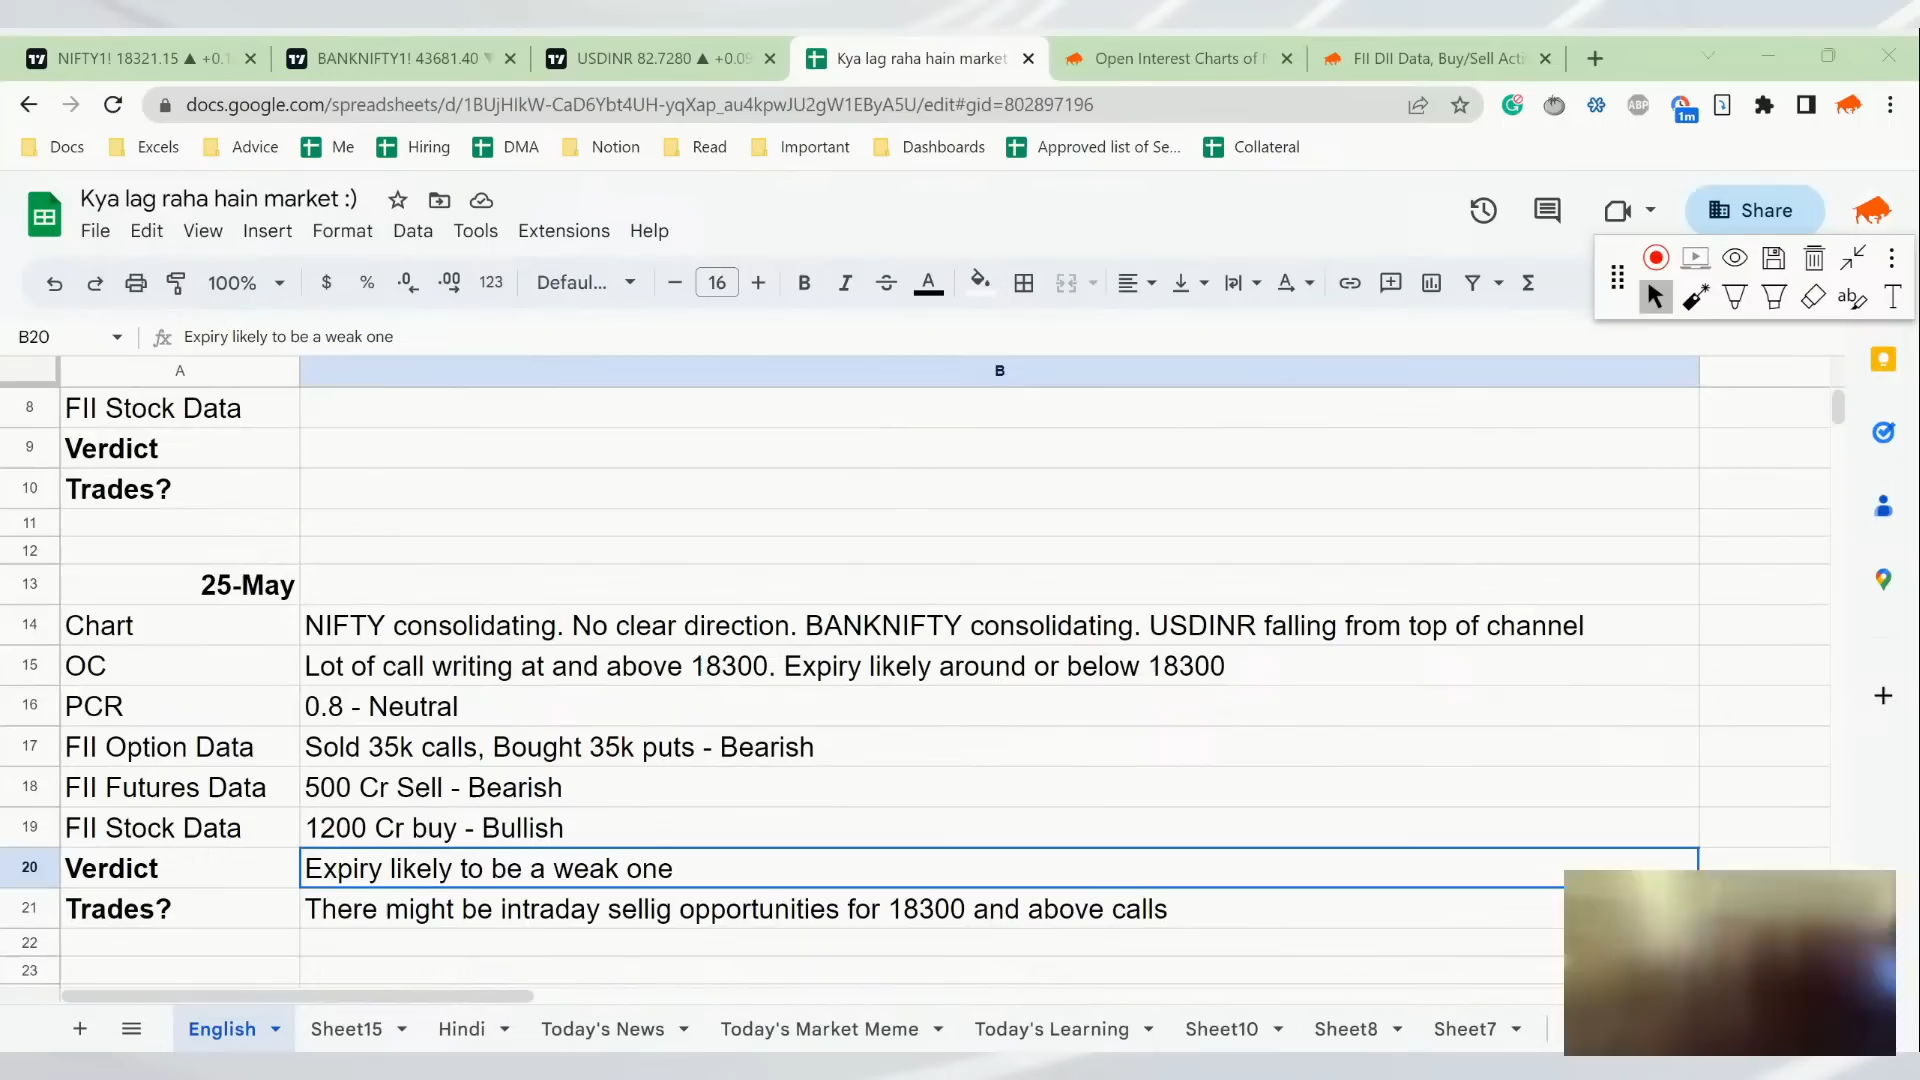 NIFTY1! 18321.15 ▲ +0.1
BANKNIFTY1! 43681.40 ▼
USDINR 82.7280 ▲ +0.09
Kya lag raha hain market
Open Interest Charts of N
FII DII Data, Buy/Sell Acti
docs.google.com/spreadsheets/d/1BUjHIkW-CaD6Ybt4UH-yqXap_au4kpwJU2gW1EByA5U/edit#gid=802897196
ABP
1m
Docs Excels Advice Me Hiring DMA Notion Read Important Dashboards Approved list of Se... Collateral
Kya lag raha hain market :)
File Edit View Insert Format Data Tools Extensions Help
Share
100% $ % .0 .00 123 Defaul... 16 B I A Σ
B20 fx Expiry likely to be a weak one
A B
8 FII Stock Data
9 Verdict
10 Trades?
11
12
13 25-May
14 Chart NIFTY consolidating. No clear direction. BANKNIFTY consolidating. USDINR falling from top of channel
15 OC Lot of call writing at and above 18300. Expiry likely around or below 18300
16 PCR 0.8 - Neutral
17 FII Option Data Sold 35k calls, Bought 35k puts - Bearish
18 FII Futures Data 500 Cr Sell - Bearish
19 FII Stock Data 1200 Cr buy - Bullish
20 Verdict Expiry likely to be a weak one
21 Trades? There might be intraday sellig opportunities for 18300 and above calls
22
23
English Sheet15 Hindi Today's News Today's Market Meme Today's Learning Sheet10 Sheet8 Sheet7